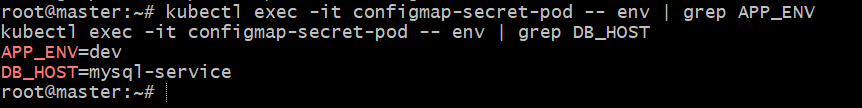 root@master:~# kubectl exec -it configmap-secret-pod -- env | grep APP_ENV
kubectl exec -it configmap-secret-pod -- env | grep DB_HOST
APP_ENV=dev
DB_HOST=mysql-service
root@master:~#